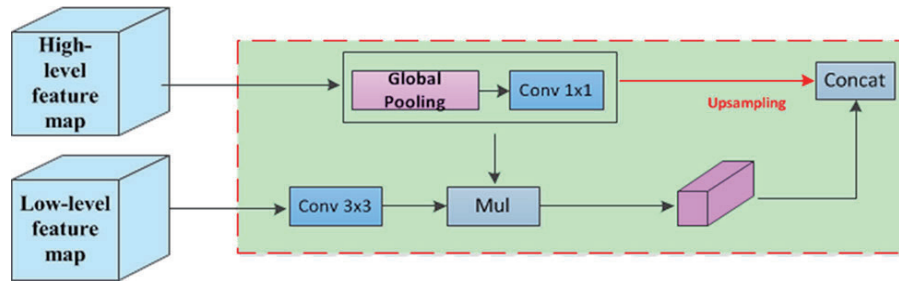 High-
level
feature
map
Global
Pooling
Conv 1x1
Upsampling
Concat
Low-level
feature
map
Conv 3x3
Mul